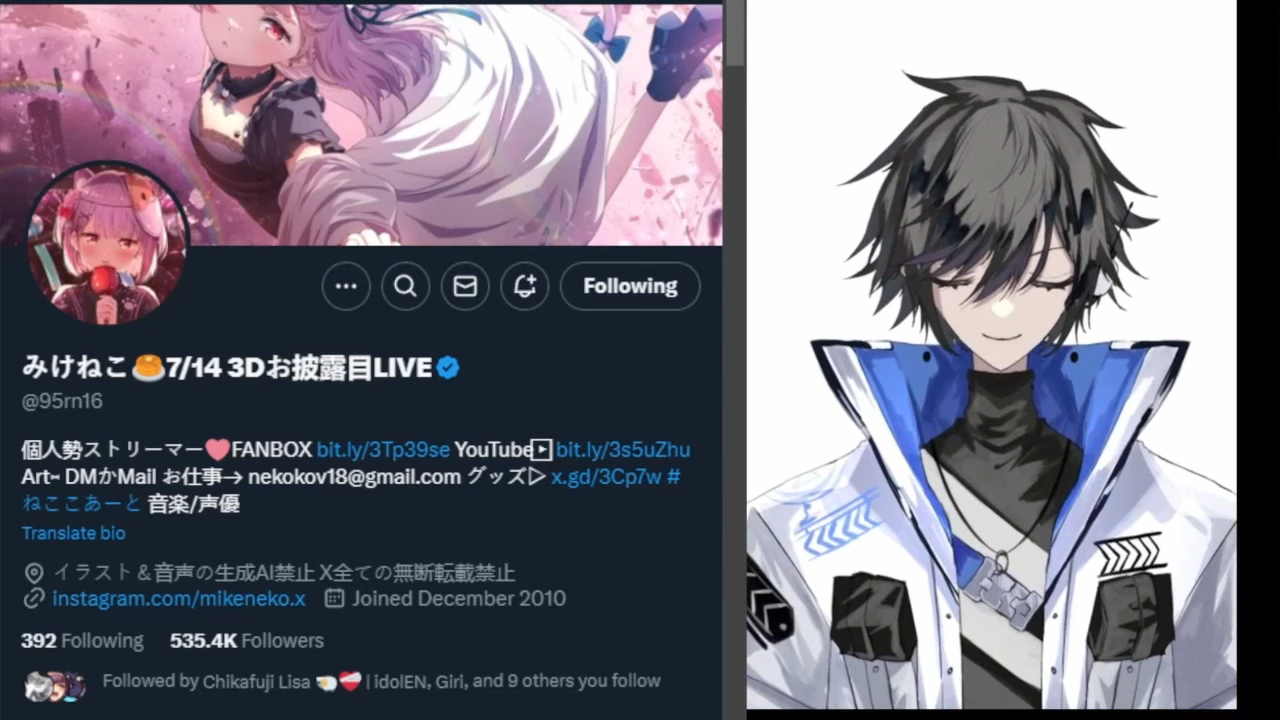 Following
みけねこ🥞7/14 3Dお披露目LIVE
@95rn16
個人勢ストリーマー🩷FANBOX bit.ly/3Tp39se YouTube▶️bit.ly/3s5uZhu
Art✂ DMかMail お仕事→ nekokov18@gmail.com グッズ▷ x.gd/3Cp7w #
ねここあーと 音楽/声優
Translate bio
イラスト＆音声の生成AI禁止 X全ての無断転載禁止
instagram.com/mikeneko.x Joined December 2010
392 Following 535.4K Followers
Followed by Chikafuji Lisa 🐑❤️‍🩹 | idolEN, Giri, and 9 others you follow